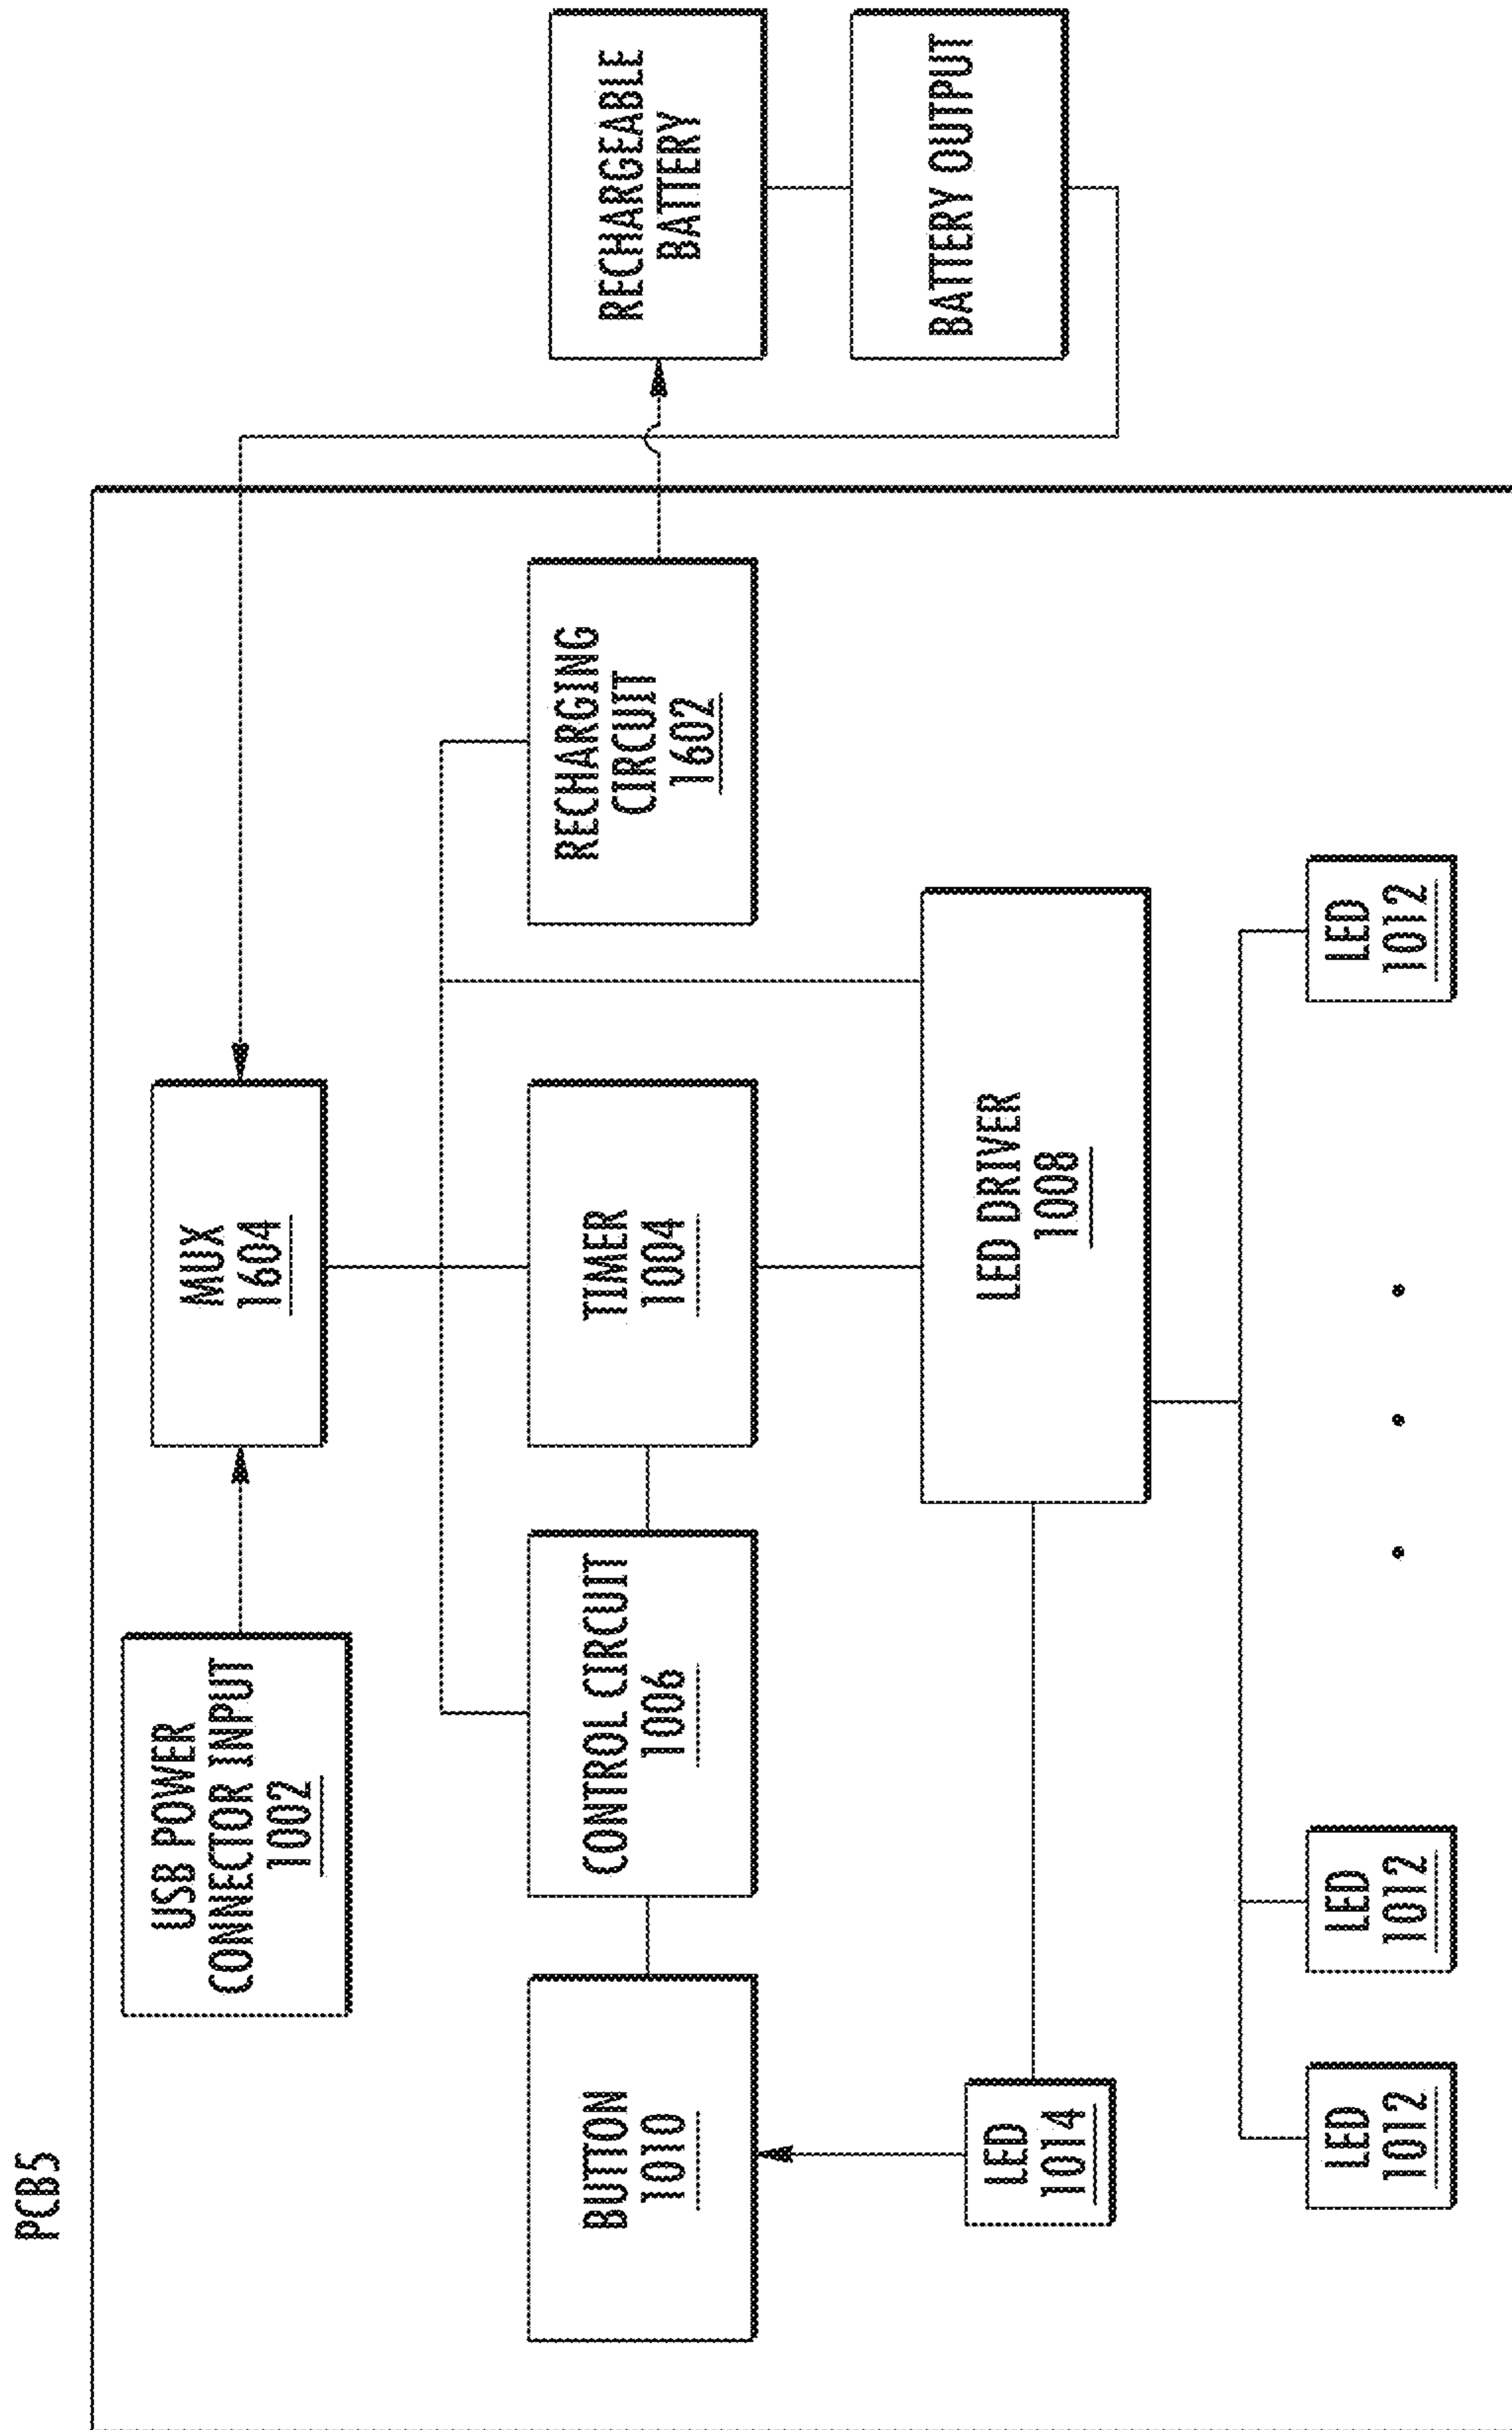 PCB5
USB POWER
CONNECTOR INPUT
1002
MUX
1604
BUTTON
1010
CONTROL CIRCUIT
1006
TIMER
1004
RECHARGING
CIRCUIT
1602
RECHARGEABLE
BATTERY
BATTERY OUTPUT
LED
1014
LED DRIVER
1008
LED
1012
LED
1012
LED
1012